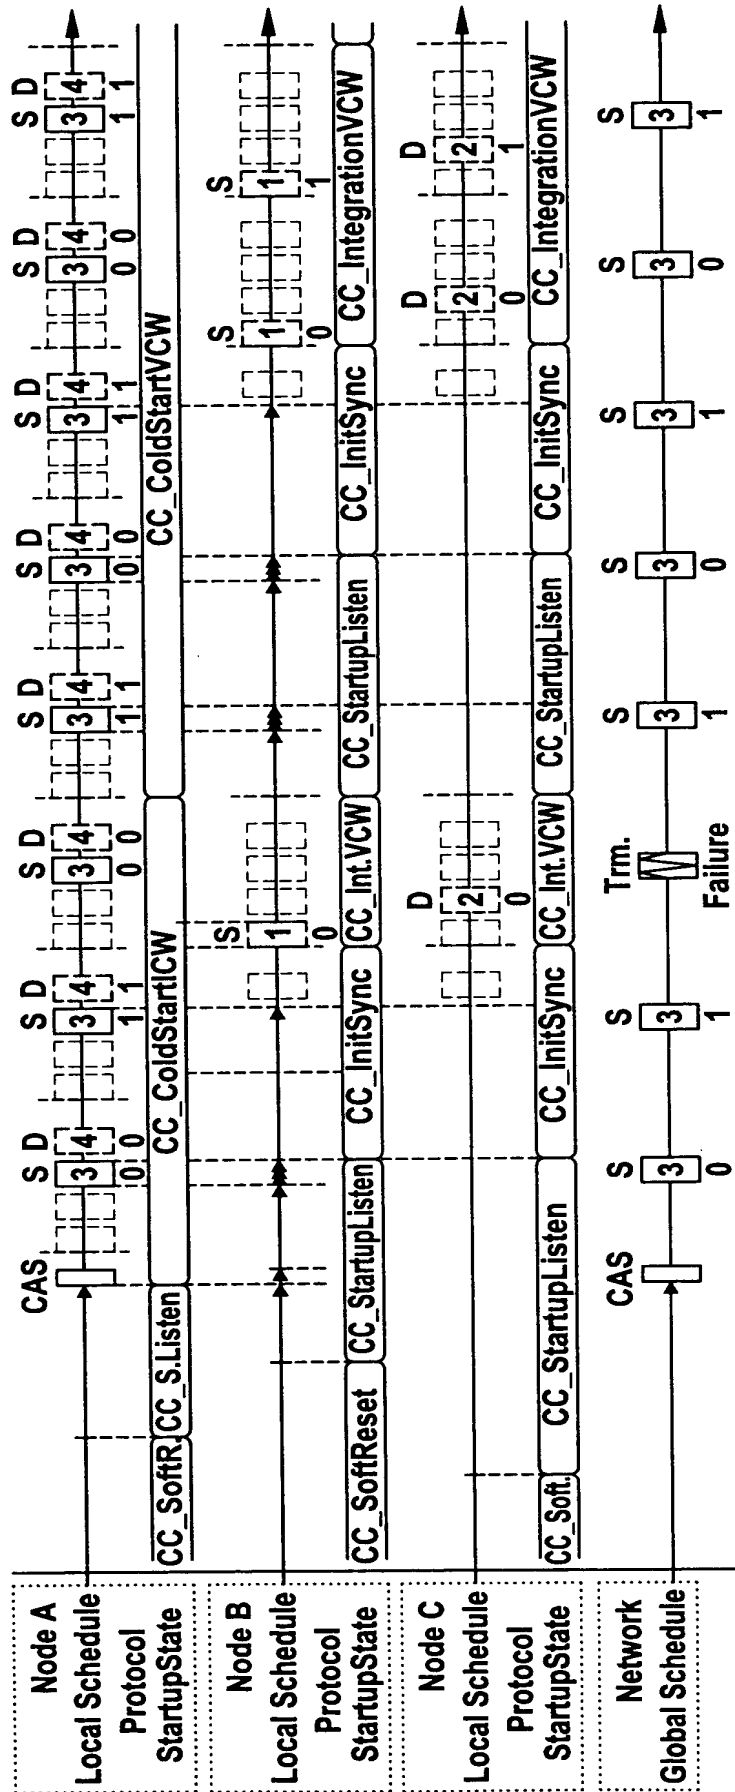 Node A
Local Schedule
Protocol
StartupState
CAS S D S D S D S D S D S D S D S D
3 4 3 4 3 4 3 4 3 4 3 4 3 4 3 4
0 0 1 1 0 0 1 1 0 0 1 1 0 0 1 1
CC_SoftR. CC_S.Listen CC_ColdStartICW CC_ColdStartVCW
Node B
Local Schedule
Protocol
StartupState
S S S
1 1 1
0 0 1
CC_SoftReset CC_StartupListen CC_InitSync CC_Int.VCW CC_StartupListen CC_InitSync CC_IntegrationVCW
Node C
Local Schedule
Protocol
StartupState
D D D
2 2 2
0 0 1
CC_Soft. CC_StartupListen CC_InitSync CC_Int.VCW CC_StartupListen CC_InitSync CC_IntegrationVCW
Network
Global Schedule
CAS S S Trm. S S S S S
3 3 3 3 3 3 3
0 1 Failure 1 0 1 0 1